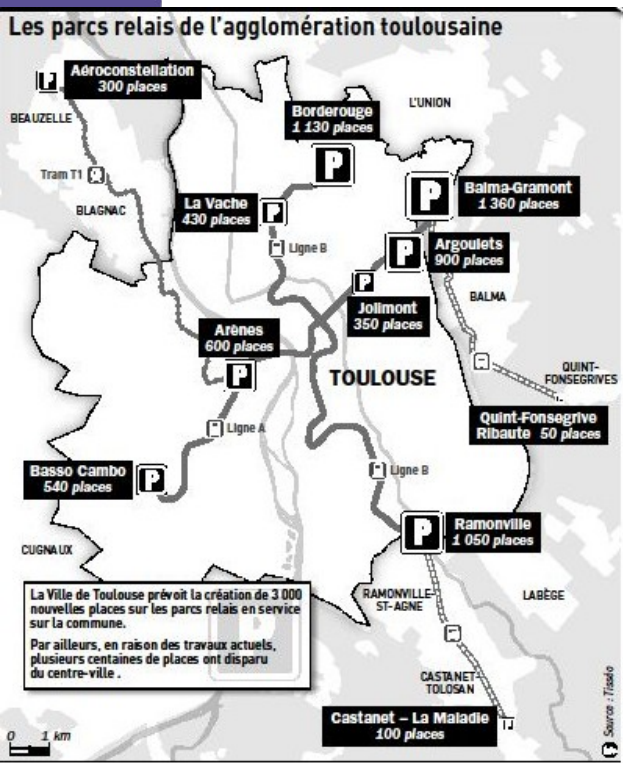 Les parcs relais de l'agglomération toulousaine
Aéroconstellation
300 places
BEAUZELLE
L'UNION
Borderouge
1 130 places
P
Tram T1
BLAGNAC
La Vache
430 places
P
Balma-Gramont
1 360 places
P
Ligne B
Argoulets
900 places
P
Jolimont
350 places
P
BALMA
Arènes
600 places
P
TOULOUSE
QUINT-
FONSEGRIVES
Quint-Fonsegrive
Ribaute 50 places
Ligne A
Basso Cambo
540 places
P
Ligne B
Ramonville
1 050 places
P
CUGNAUX
La Ville de Toulouse prévoit la création de 3 000
nouvelles places sur les parcs relais en service
sur la commune.
Par ailleurs, en raison des travaux actuels,
plusieurs centaines de places ont disparu
du centre-ville .
P
RAMONVILLE-
ST-AGNE
LABÈGE
CASTANET-
TOLOSAN
Castanet – La Maladie
100 places
0 1 km
Source : Tisséo